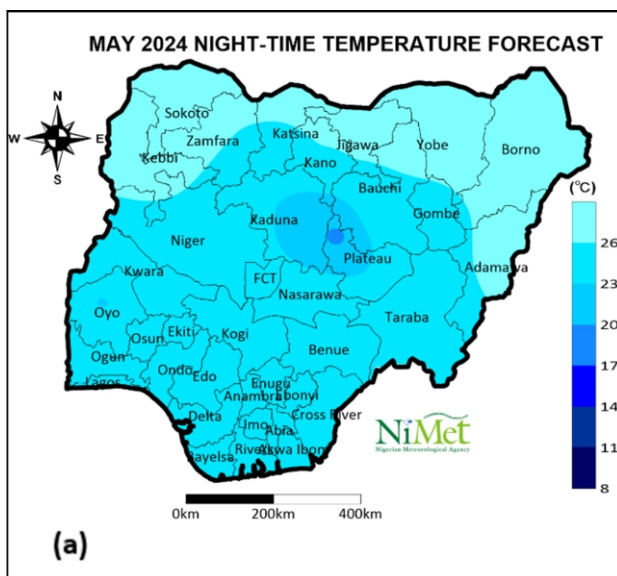 MAY 2024 NIGHT-TIME TEMPERATURE FORECAST
N
W E
S
Sokoto
Zamfara
Kebbi
Katsina
Kano
Jigawa
Yobe
Borno
Bauchi
Gombe
Kaduna
Niger
Plateau
Adamawa
FCT
Nasarawa
Taraba
Kwara
Oyo
Osun
Ekiti
Kogi
Ogun
Lagos
Ondo
Edo
Benue
Enugu
Anambra
Ebonyi
Cross River
Delta
Imo
Abia
Bayelsa
Rivers
Akwa Ibom
(°C)
26
23
20
17
14
11
8
NiMet
Nigerian Meteorological Agency
0km 200km 400km
(a)